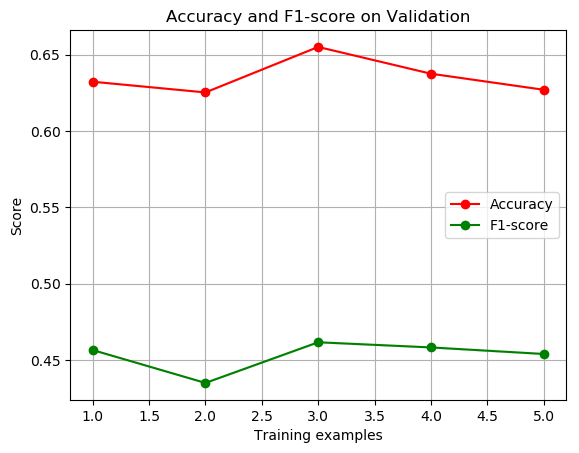 Accuracy and F1-score on Validation
Score
0.65
0.60
0.55
0.50
0.45
Accuracy
F1-score
1.0 1.5 2.0 2.5 3.0 3.5 4.0 4.5 5.0
Training examples